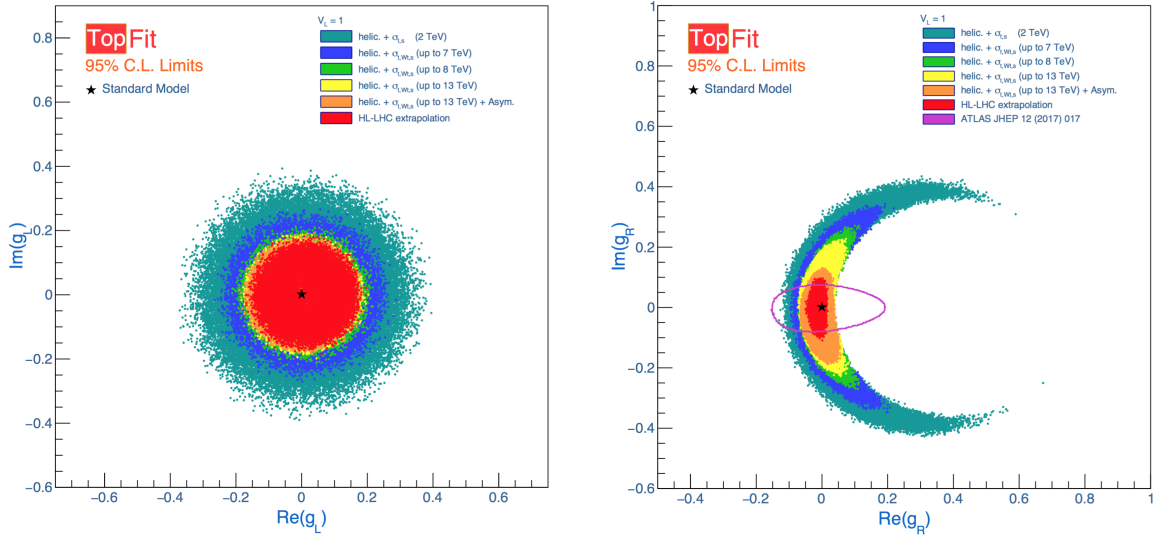 V_L = 1
TopFit
95% C.L. Limits
★ Standard Model
helic. + σ_t,s (2 TeV)
helic. + σ_t,Wt,s (up to 7 TeV)
helic. + σ_t,Wt,s (up to 8 TeV)
helic. + σ_t,Wt,s (up to 13 TeV)
helic. + σ_t,Wt,s (up to 13 TeV) + Asym.
HL-LHC extrapolation
Im(g_L)
0.8
0.6
0.4
0.2
0
−0.2
−0.4
−0.6
−0.6 −0.4 −0.2 0 0.2 0.4 0.6
Re(g_L)
V_L = 1
TopFit
95% C.L. Limits
★ Standard Model
helic. + σ_t,s (2 TeV)
helic. + σ_t,Wt,s (up to 7 TeV)
helic. + σ_t,Wt,s (up to 8 TeV)
helic. + σ_t,Wt,s (up to 13 TeV)
helic. + σ_t,Wt,s (up to 13 TeV) + Asym.
HL-LHC extrapolation
ATLAS JHEP 12 (2017) 017
Im(g_R)
1
0.8
0.6
0.4
0.2
0
−0.2
−0.4
−0.6
−0.4 −0.2 0 0.2 0.4 0.6 0.8 1
Re(g_R)